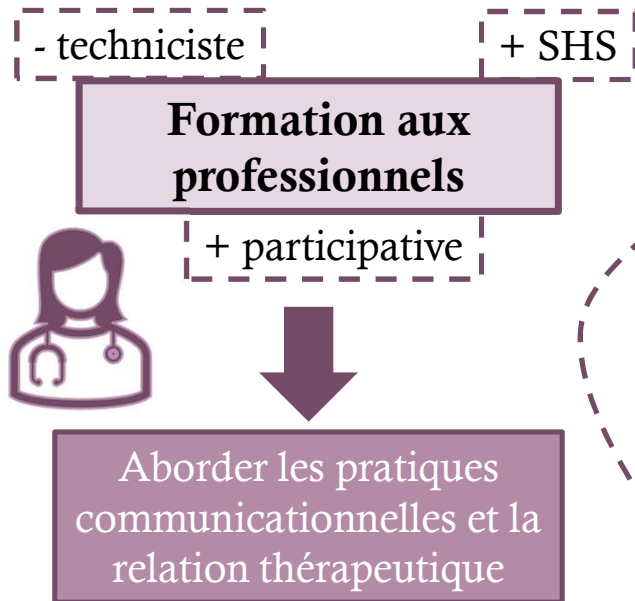 - techniciste
+ SHS
Formation aux
professionnels
+ participative
Aborder les pratiques
communicationnelles et la
relation thérapeutique